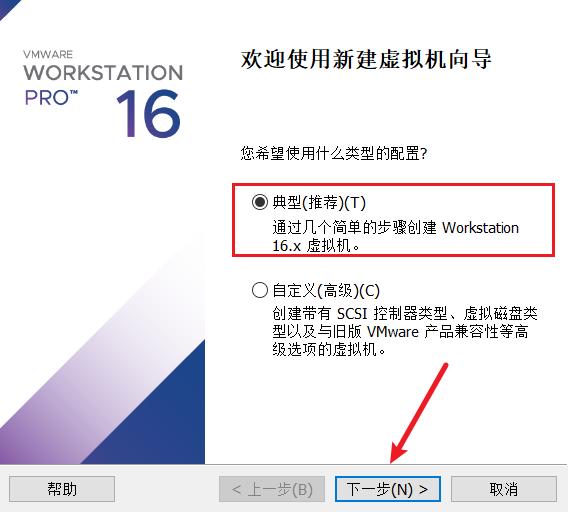 VMWARE
WORKSTATION
PRO™
16
欢迎使用新建虚拟机向导
您希望使用什么类型的配置?
典型(推荐)(T)
通过几个简单的步骤创建 Workstation
16.x 虚拟机。
自定义(高级)(C)
创建带有 SCSI 控制器类型、虚拟磁盘类
型以及与旧版 VMware 产品兼容性等高
级选项的虚拟机。
帮助
< 上一步(B)
下一步(N) >
取消